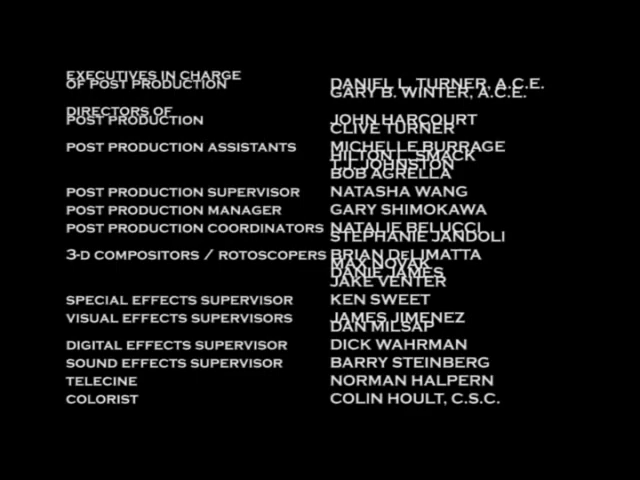 EXECUTIVES IN CHARGE
OF POST PRODUCTION
DANIEL L. TURNER, A.C.E.
GARY B. WINTER, A.C.E.
DIRECTORS OF
POST PRODUCTION
JOHN HARCOURT
CLIVE TURNER
POST PRODUCTION ASSISTANTS
MICHELLE BURRAGE
HILTON L. SMACK
T.J. JOHNSTON
BOB AGRELLA
POST PRODUCTION SUPERVISOR
NATASHA WANG
POST PRODUCTION MANAGER
GARY SHIMOKAWA
POST PRODUCTION COORDINATORS
NATALIE BELUCCI
STEPHANIE JANDOLI
3-D COMPOSITORS / ROTOSCOPERS
BRIAN DELIMATTA
MAX NOVAK
DANIE JAMES
JAKE VENTER
SPECIAL EFFECTS SUPERVISOR
KEN SWEET
VISUAL EFFECTS SUPERVISORS
JAMES JIMENEZ
DAN MILSAP
DIGITAL EFFECTS SUPERVISOR
DICK WAHRMAN
SOUND EFFECTS SUPERVISOR
BARRY STEINBERG
TELECINE
NORMAN HALPERN
COLORIST
COLIN HOULT, C.S.C.